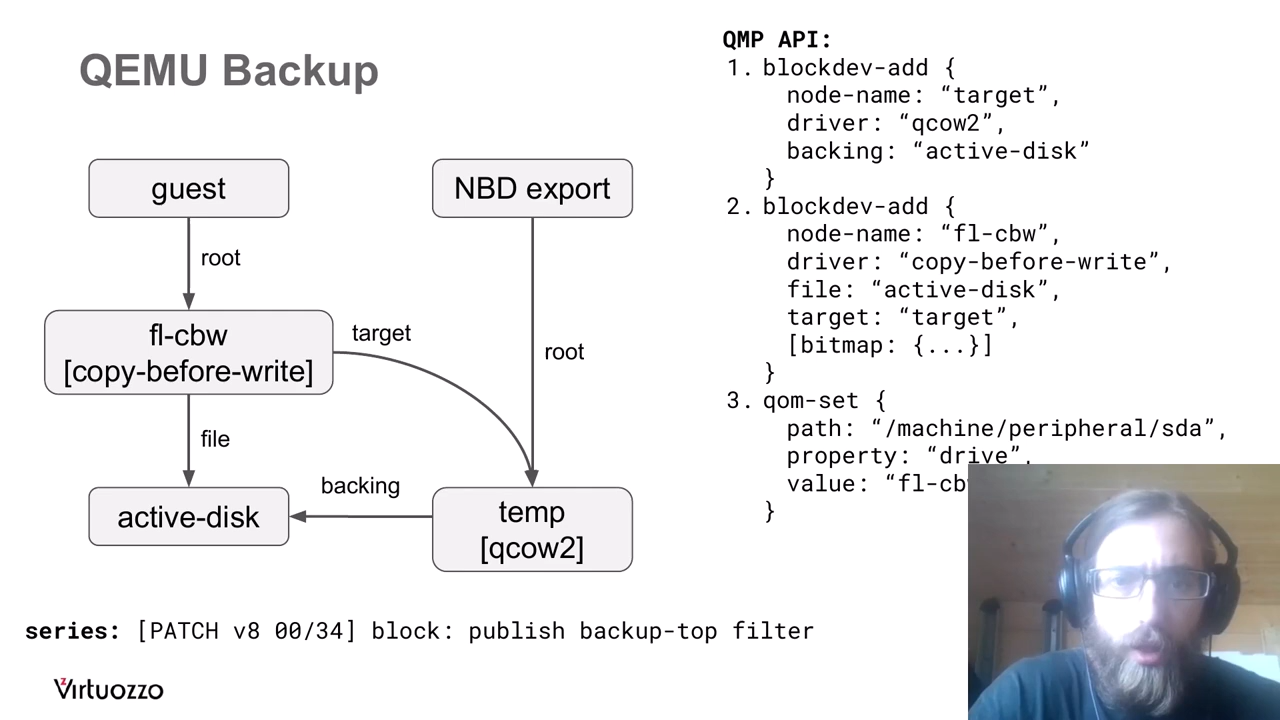 QEMU Backup
guest
NBD export
root
fl-cbw
[copy-before-write]
target
root
file
backing
active-disk
temp
[qcow2]
QMP API:
1. blockdev-add {
node-name: “target”,
driver: “qcow2”,
backing: “active-disk”
}
2. blockdev-add {
node-name: “fl-cbw”,
driver: “copy-before-write”,
file: “active-disk”,
target: “target”,
[bitmap: {...}]
}
3. qom-set {
path: “/machine/peripheral/sda”,
property: “drive”,
value: “fl-cb
}
series: [PATCH v8 00/34] block: publish backup-top filter
Virtuozzo